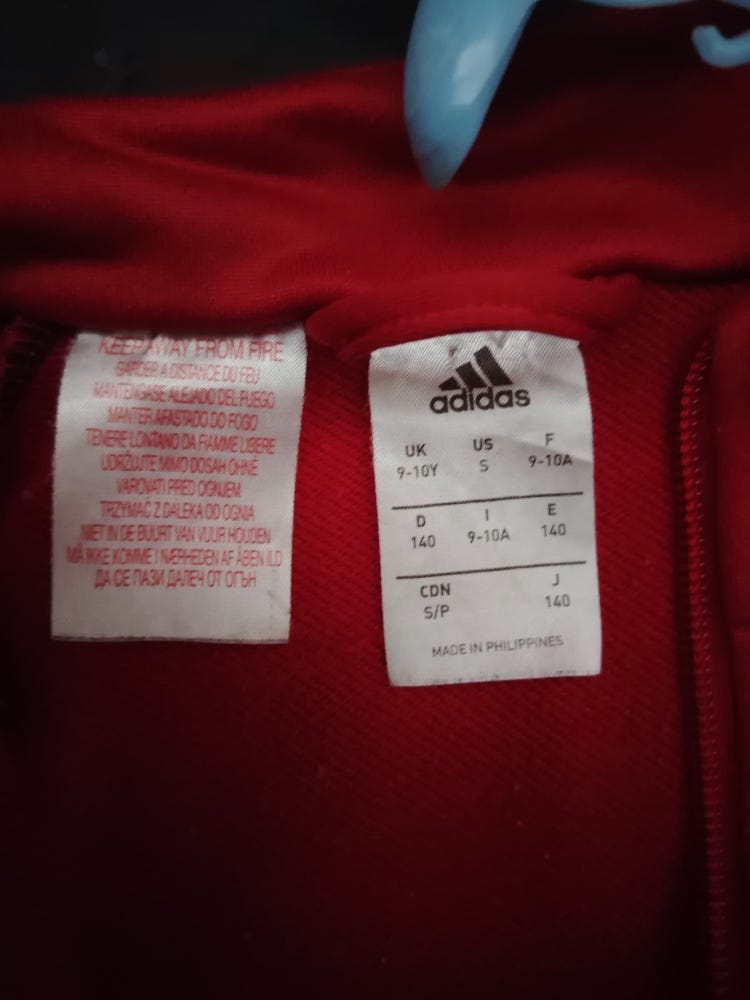 KEEP AWAY FROM FIRE
GARDER A DISTANCE DU FEU
MANTENGASE ALEJADO DEL FUEGO
MANTER AFASTADO DO FOGO
TENERE LONTANO DA FIAMME LIBERE
UDRŽUJTE MIMO DOSAH OHNĚ
VAROVATI PRED OGNJEM
TRZYMAC Z DALEKA OD OGNIA
NIET IN DE BUURT VAN VUUR HOUDEN
MÅ IKKE KOMME I NÆRHEDEN AF ÅBEN ILD
ДА СЕ ПАЗИ ДАЛЕЧ ОТ ОГЪН
adidas
UK US F
9-10Y S 9-10A
D I E
140 9-10A 140
CDN J
S/P 140
MADE IN PHILIPPINES